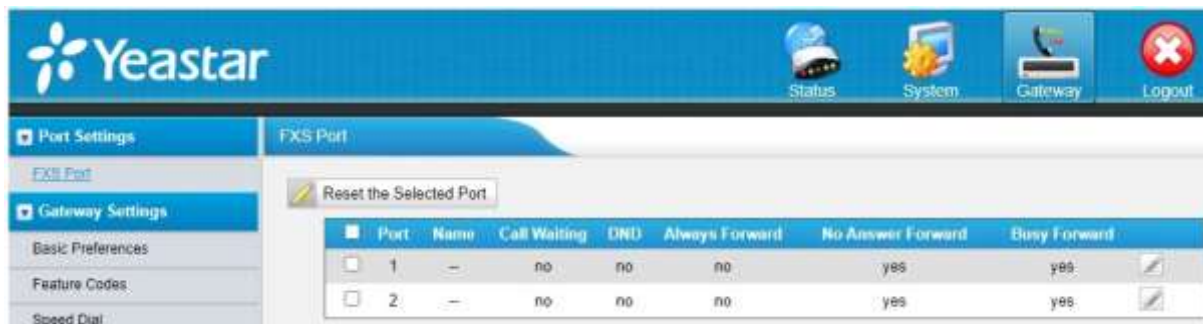 Yeastar
Status System Gateway Logout
Port Settings
FXS Port
FXS Port
Gateway Settings
Basic Preferences
Feature Codes
Speed Dial
Reset the Selected Port
Port Name Call Waiting DND Always Forward No Answer Forward Busy Forward
1 -- no no no yes yes
2 -- no no no yes yes